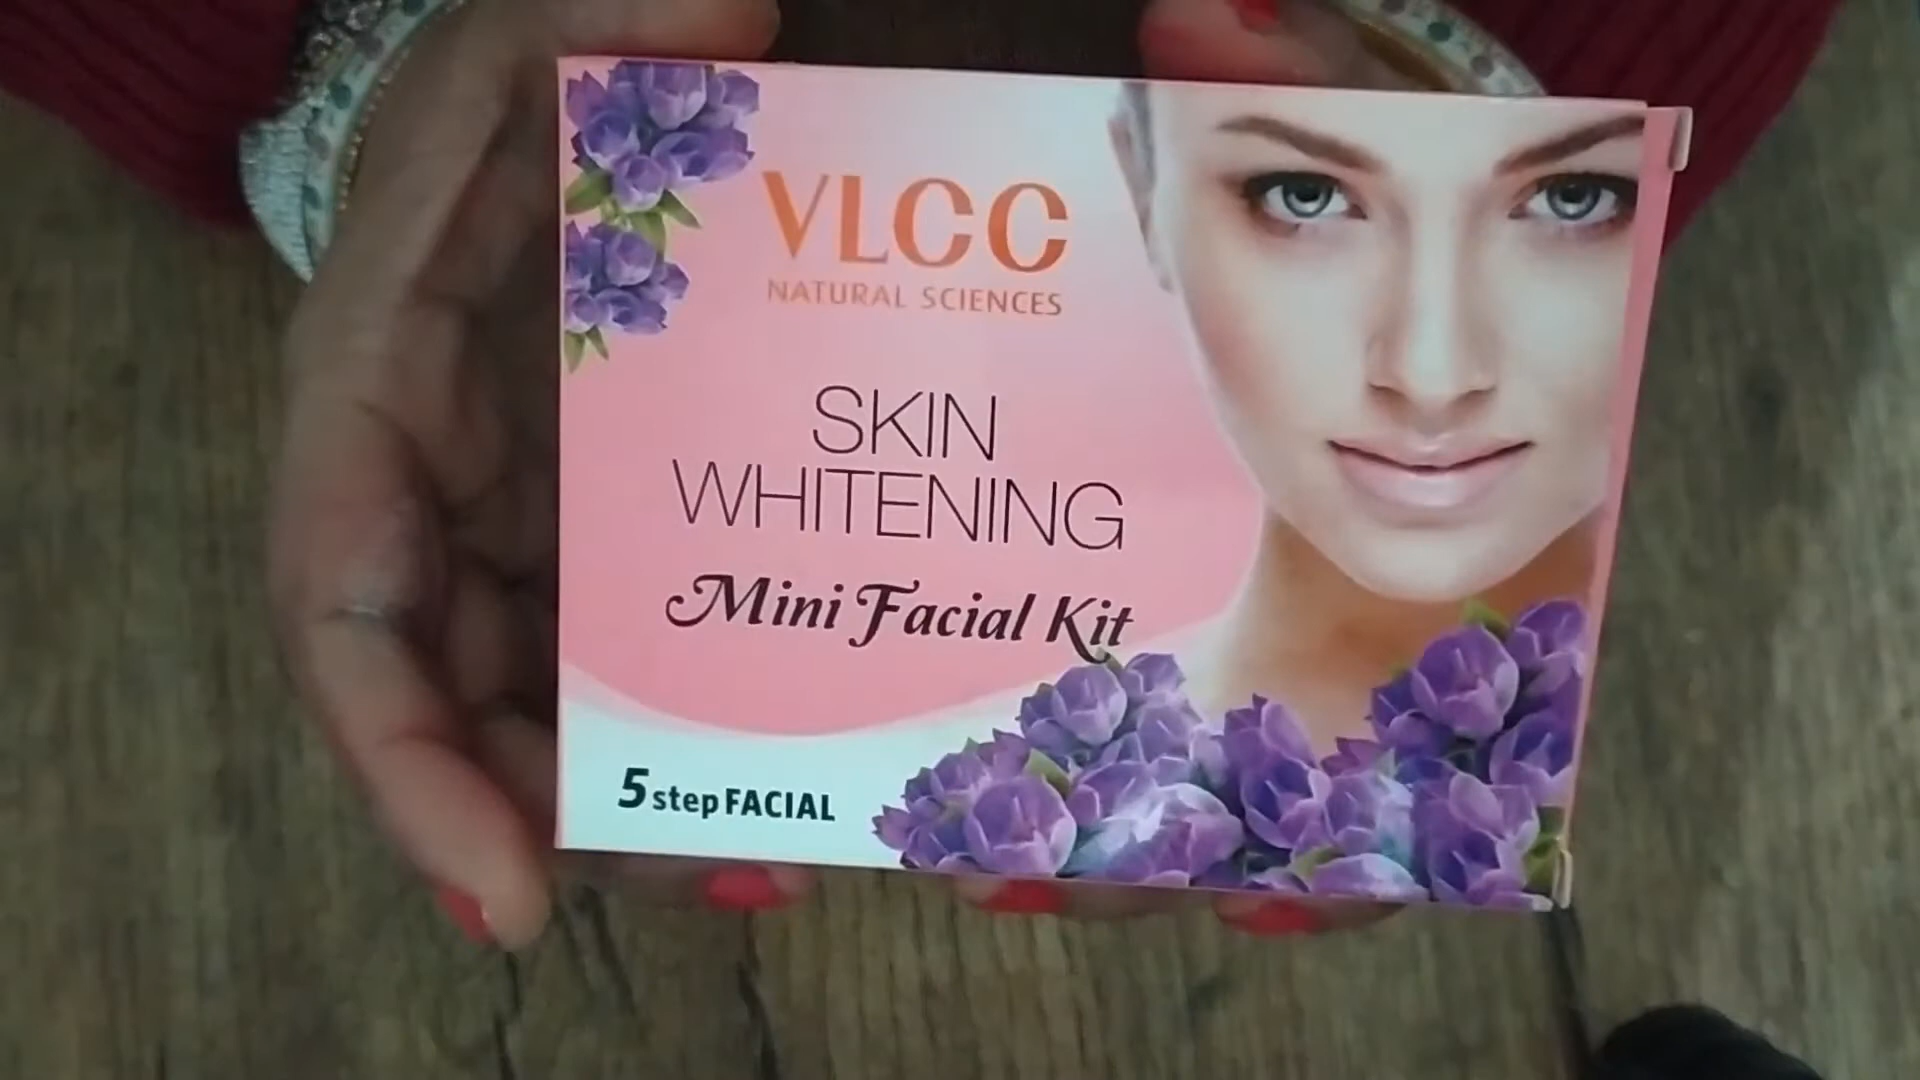 VLCC
NATURAL SCIENCES
SKIN
WHITENING
Mini Facial Kit
5 step FACIAL